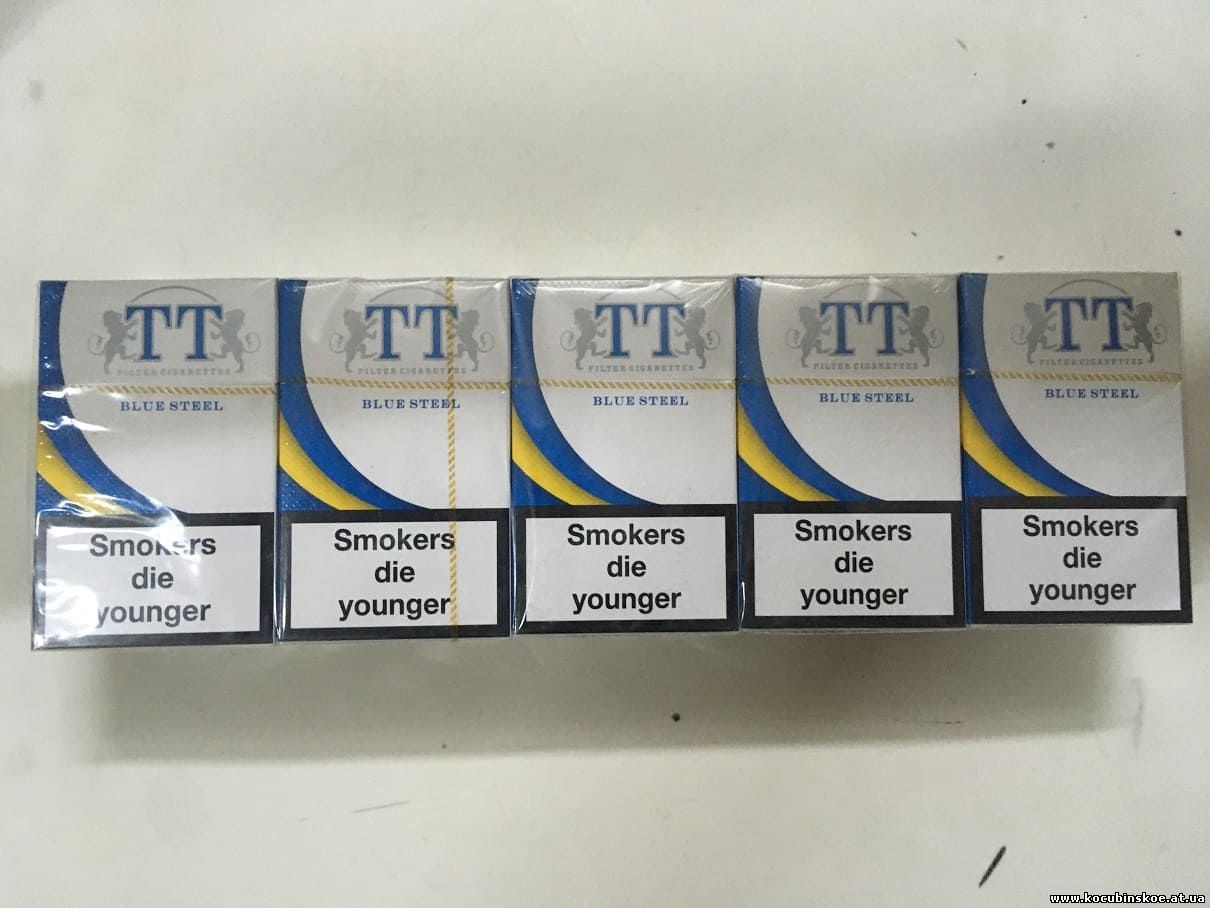 TT TT TT TT TT
FILTER CIGARETTES FILTER CIGARETTES FILTER CIGARETTES FILTER CIGARETTES FILTER CIGARETTES
BLUE STEEL BLUE STEEL BLUE STEEL BLUE STEEL BLUE STEEL
Smokers Smokers Smokers Smokers Smokers
die die die die die
younger younger younger younger younger
www.kocubinskoe.at.ua